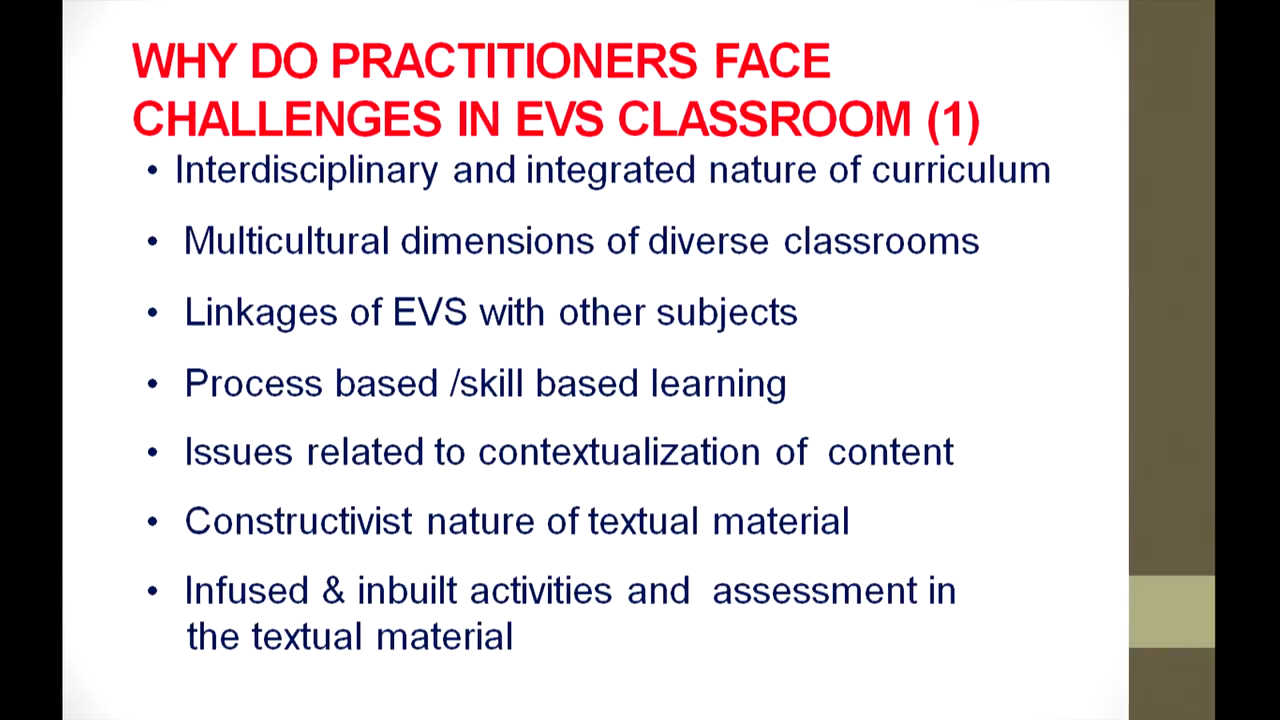 WHY DO PRACTITIONERS FACE
CHALLENGES IN EVS CLASSROOM (1)
• Interdisciplinary and integrated nature of curriculum
• Multicultural dimensions of diverse classrooms
• Linkages of EVS with other subjects
• Process based /skill based learning
• Issues related to contextualization of content
• Constructivist nature of textual material
• Infused & inbuilt activities and assessment in
the textual material